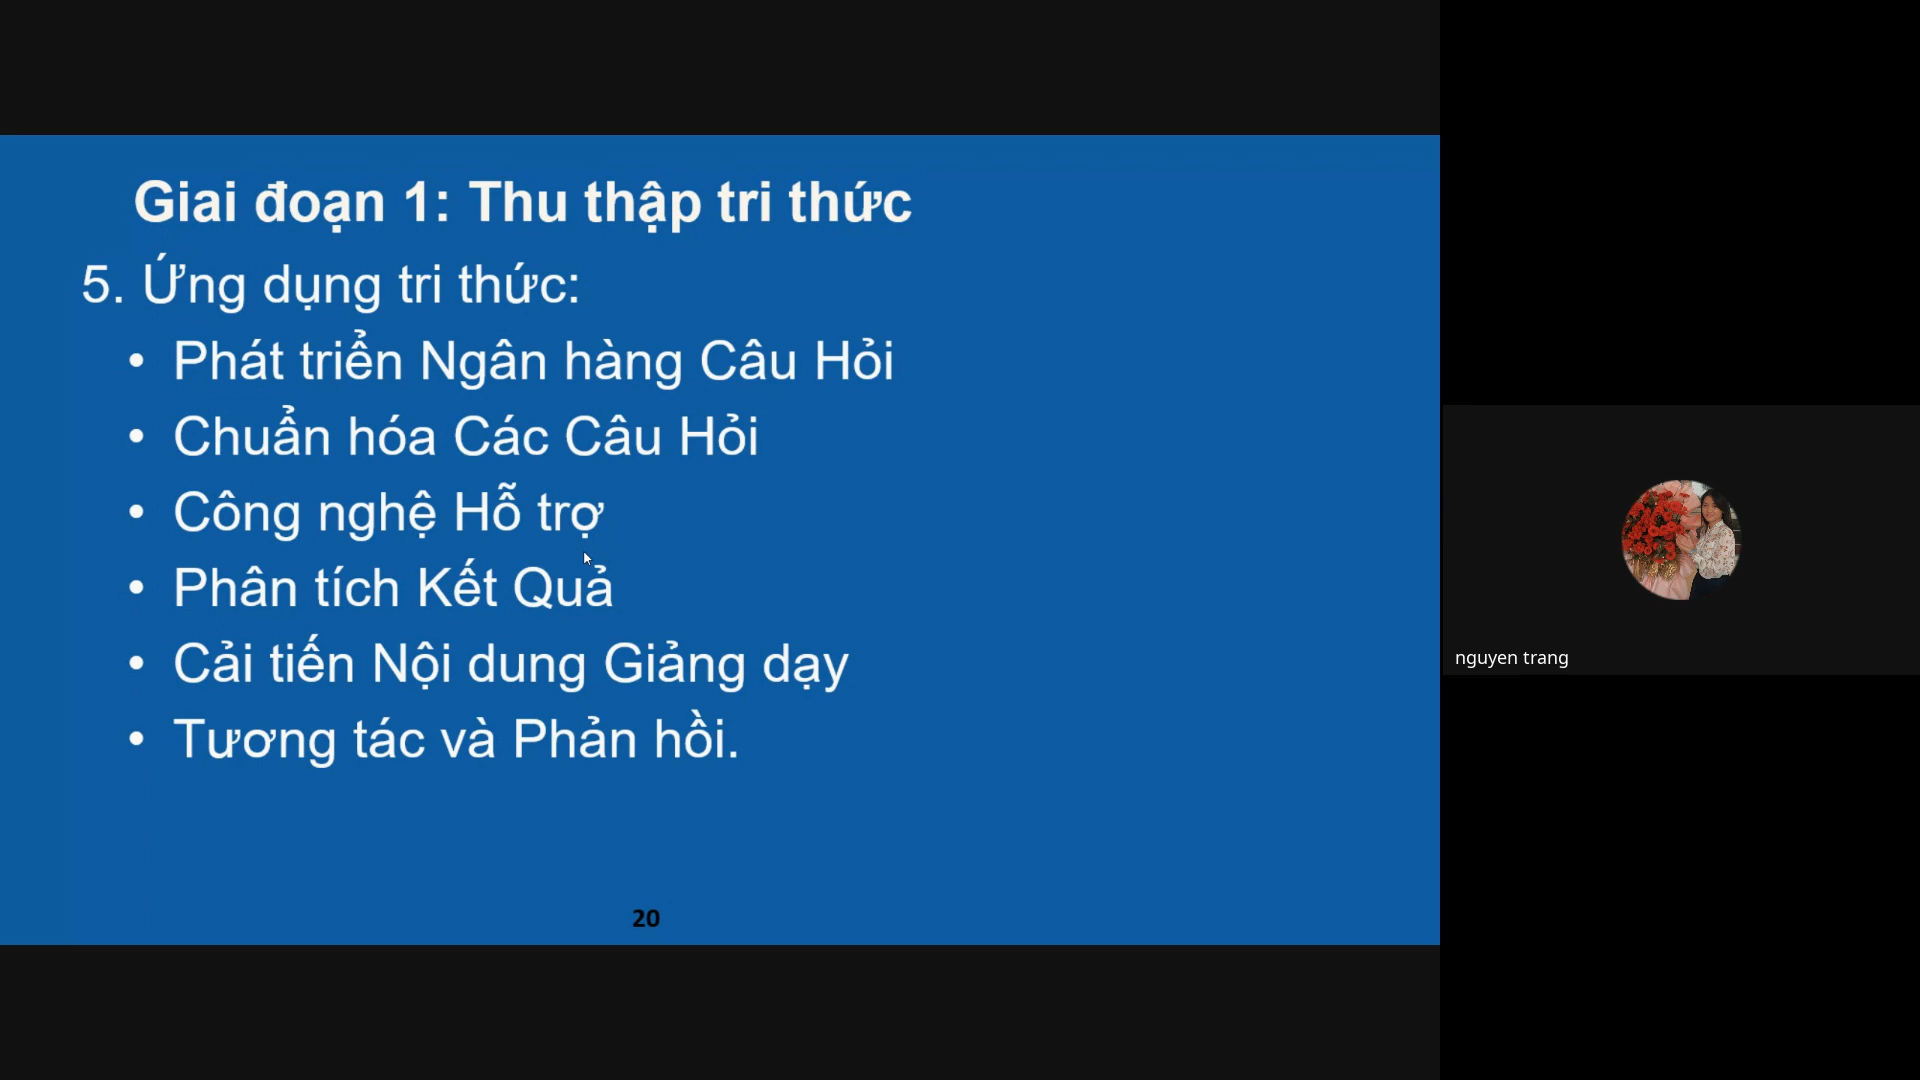 Giai đoạn 1: Thu thập tri thức
5. Ứng dụng tri thức:
• Phát triển Ngân hàng Câu Hỏi
• Chuẩn hóa Các Câu Hỏi
• Công nghệ Hỗ trợ
• Phân tích Kết Quả
• Cải tiến Nội dung Giảng dạy
• Tương tác và Phản hồi.
20
nguyen trang